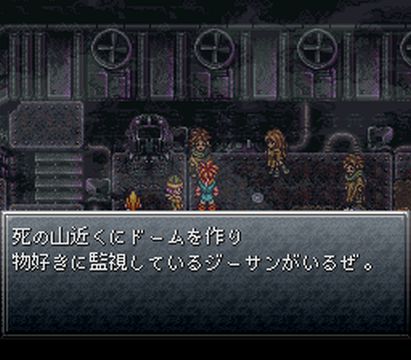 死の山近くにドームを作り
物好きに監視しているジーサンがいるぜ。